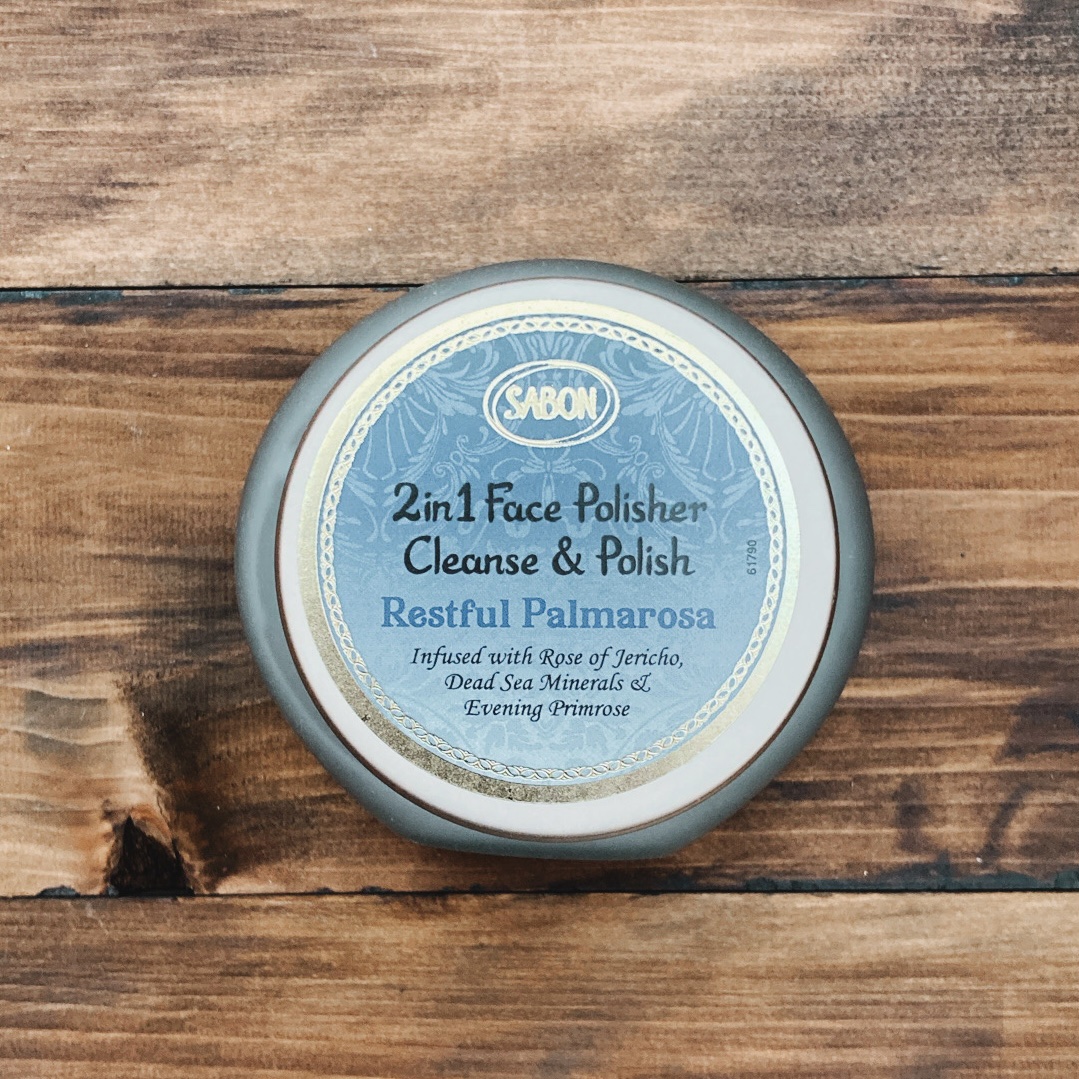 SABON
2in1 Face Polisher
Cleanse & Polish
61790
Restful Palmarosa
Infused with Rose of Jericho,
Dead Sea Minerals &
Evening Primrose